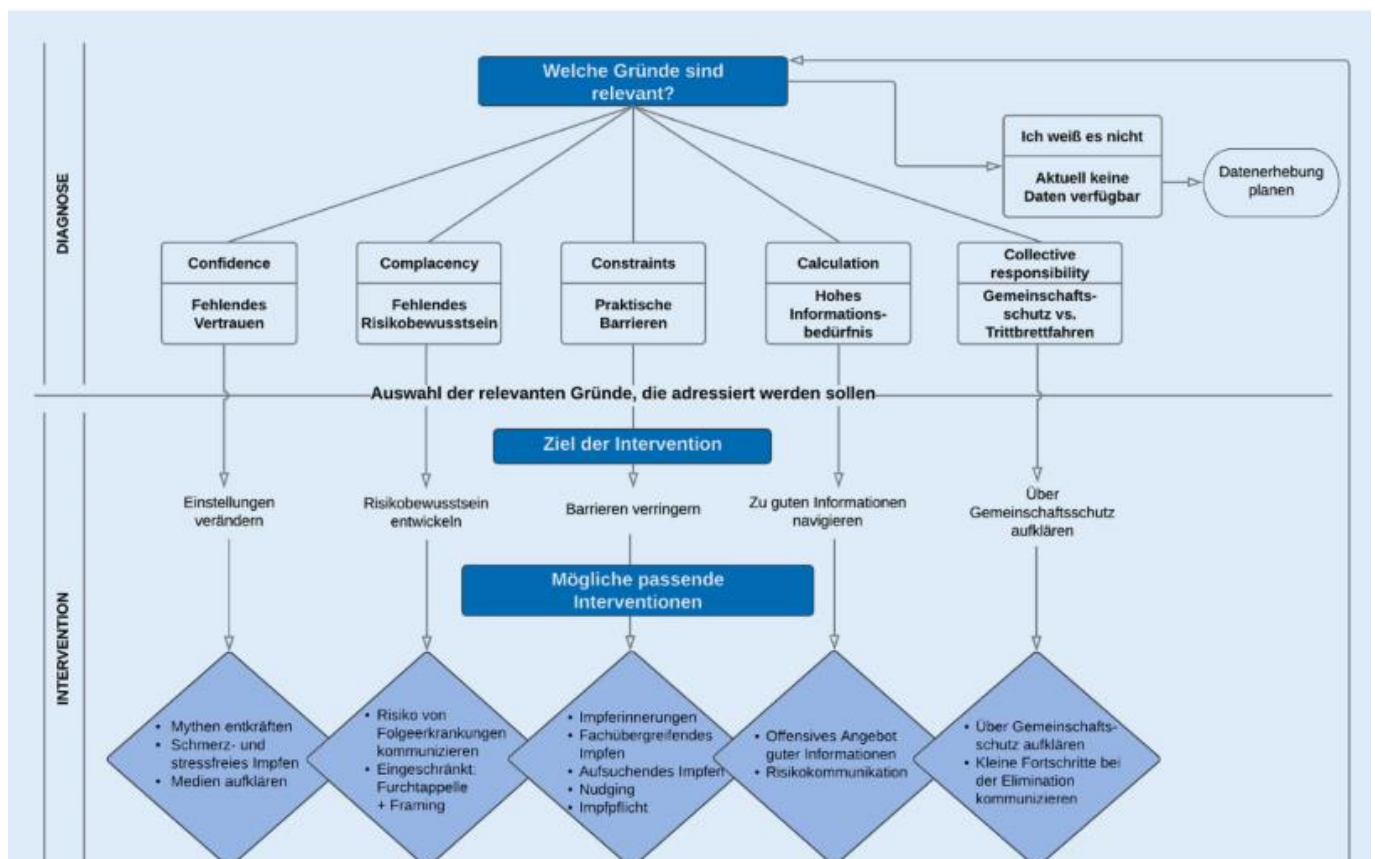 Welche Gründe sind
relevant?
Ich weiß es nicht
Aktuell keine
Daten verfügbar
Datenerhebung
planen
DIAGNOSE
Confidence
Fehlendes
Vertrauen
Complacency
Fehlendes
Risikobewusstsein
Constraints
Praktische
Barrieren
Calculation
Hohes
Informations-
bedürfnis
Collective
responsibility
Gemeinschafts-
schutz vs.
Trittbrettfahren
Auswahl der relevanten Gründe, die adressiert werden sollen
INTERVENTION
Ziel der Intervention
Einstellungen
verändern
Risikobewusstsein
entwickeln
Barrieren verringern
Zu guten Informationen
navigieren
Über
Gemeinschaftsschutz
aufklären
Mögliche passende
Interventionen
• Mythen entkräften
• Schmerz- und
stressfreies Impfen
• Medien aufklären
• Risiko von
Folgeerkrankungen
kommunizieren
• Eingeschränkt:
Furchtappelle
+ Framing
• Impferinnerungen
• Fachübergreifendes
Impfen
• Aufsuchendes Impfen
• Nudging
• Impfpflicht
• Offensives Angebot
guter Informationen
• Risikokommunikation
• Über Gemeinschafts-
schutz aufklären
• Kleine Fortschritte bei
der Elimination
kommunizieren